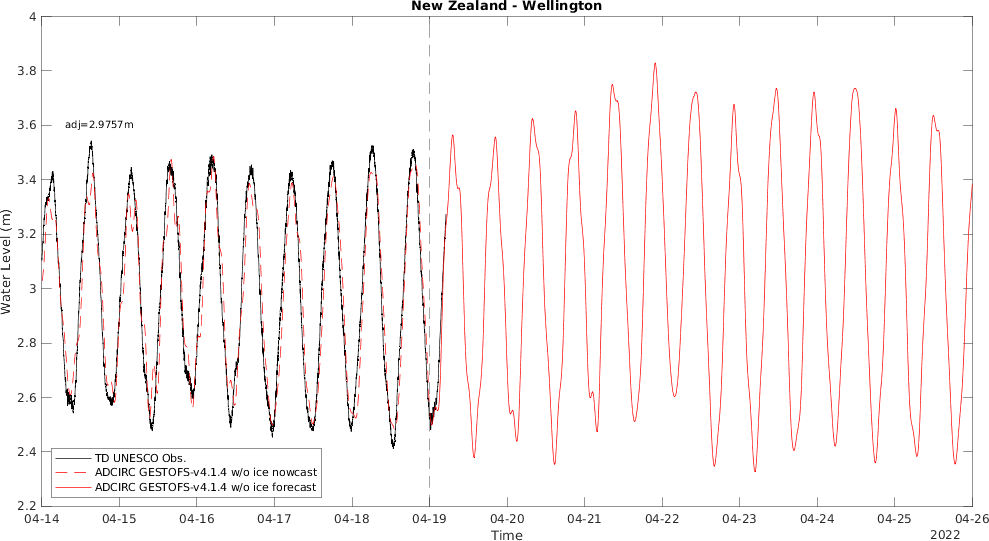 New Zealand - Wellington
4
3.8
3.6
3.4
3.2
3
2.8
2.6
2.4
2.2
Water Level (m)
adj=2.9757m
TD UNESCO Obs.
ADCIRC GESTOFS-v4.1.4 w/o ice nowcast
ADCIRC GESTOFS-v4.1.4 w/o ice forecast
04-14 04-15 04-16 04-17 04-18 04-19 04-20 04-21 04-22 04-23 04-24 04-25 04-26
Time
2022